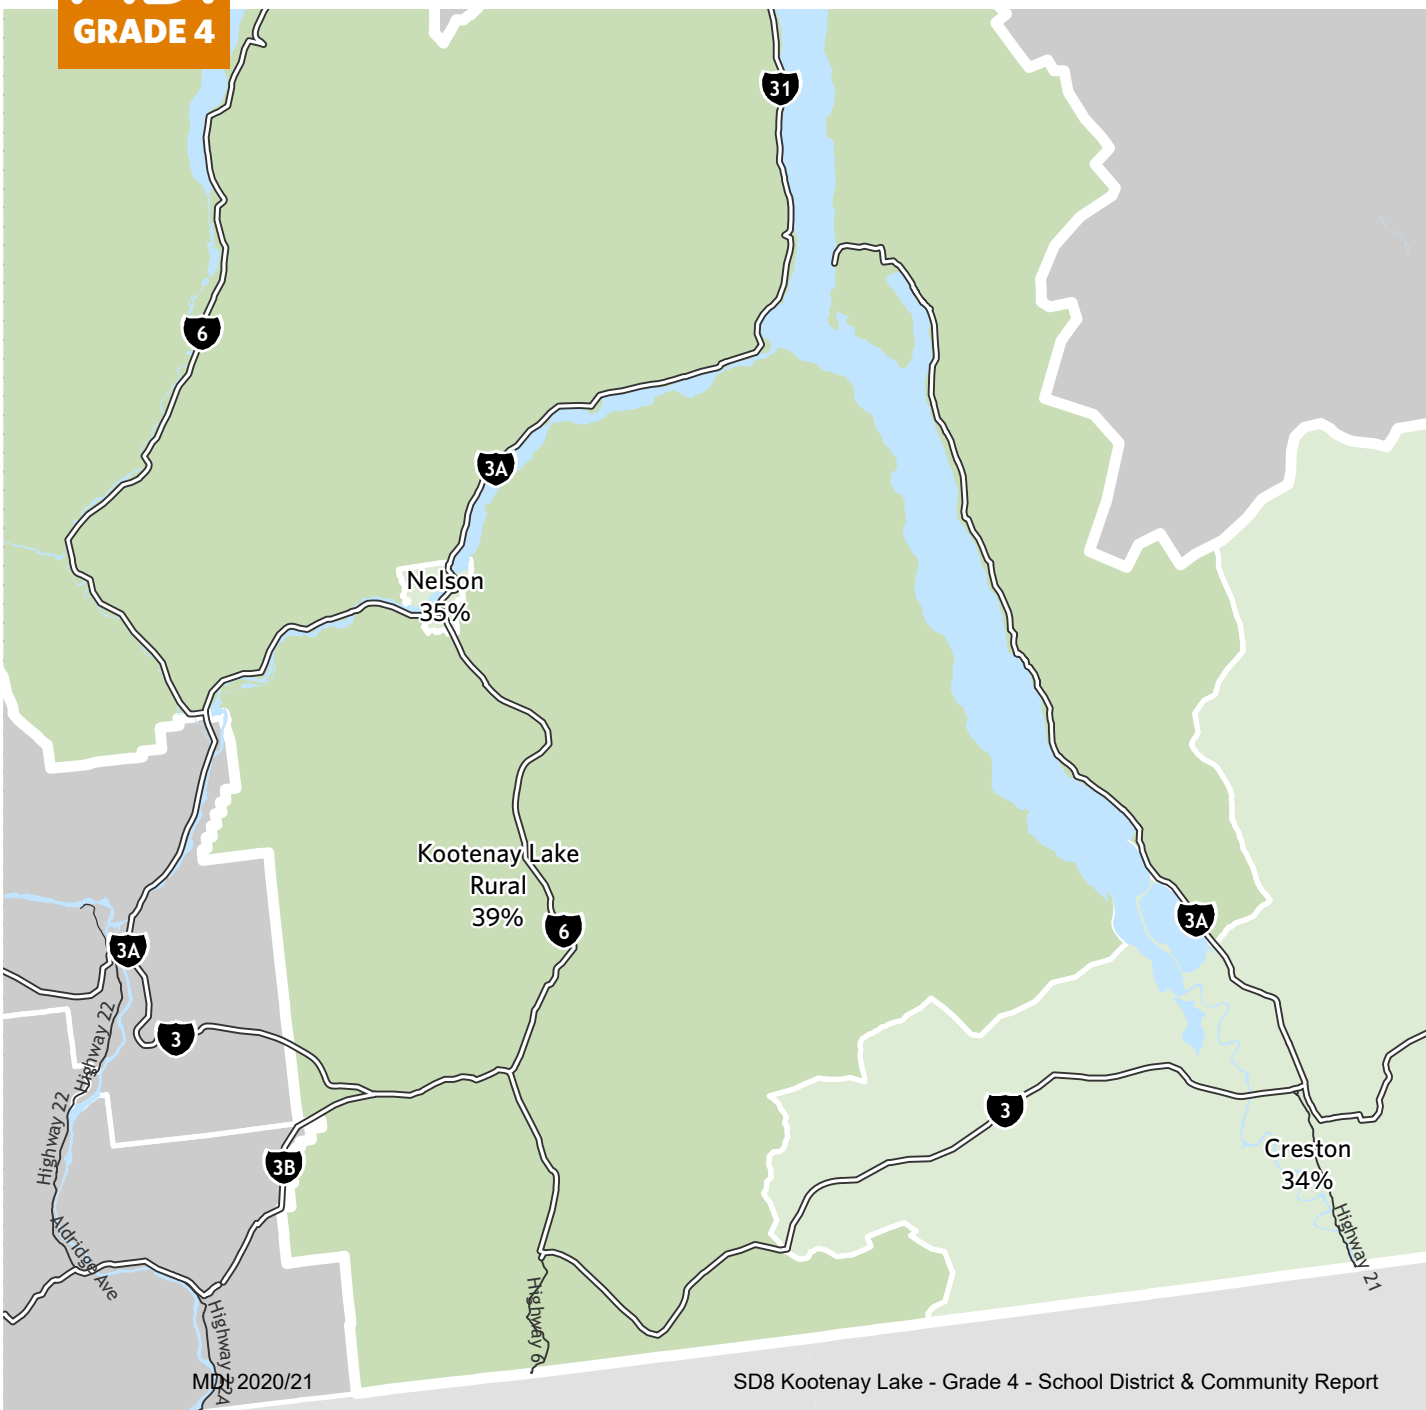 GRADE 4
31
6
3A
Nelson
35%
Kootenay Lake
Rural
39%
6
3A
3A
Highway 22
3
Highway 22
3
3B
Creston
34%
Aldridge Ave
Highway 21
Highway 6
Highway 22A
MDI 2020/21
SD8 Kootenay Lake - Grade 4 - School District & Community Report